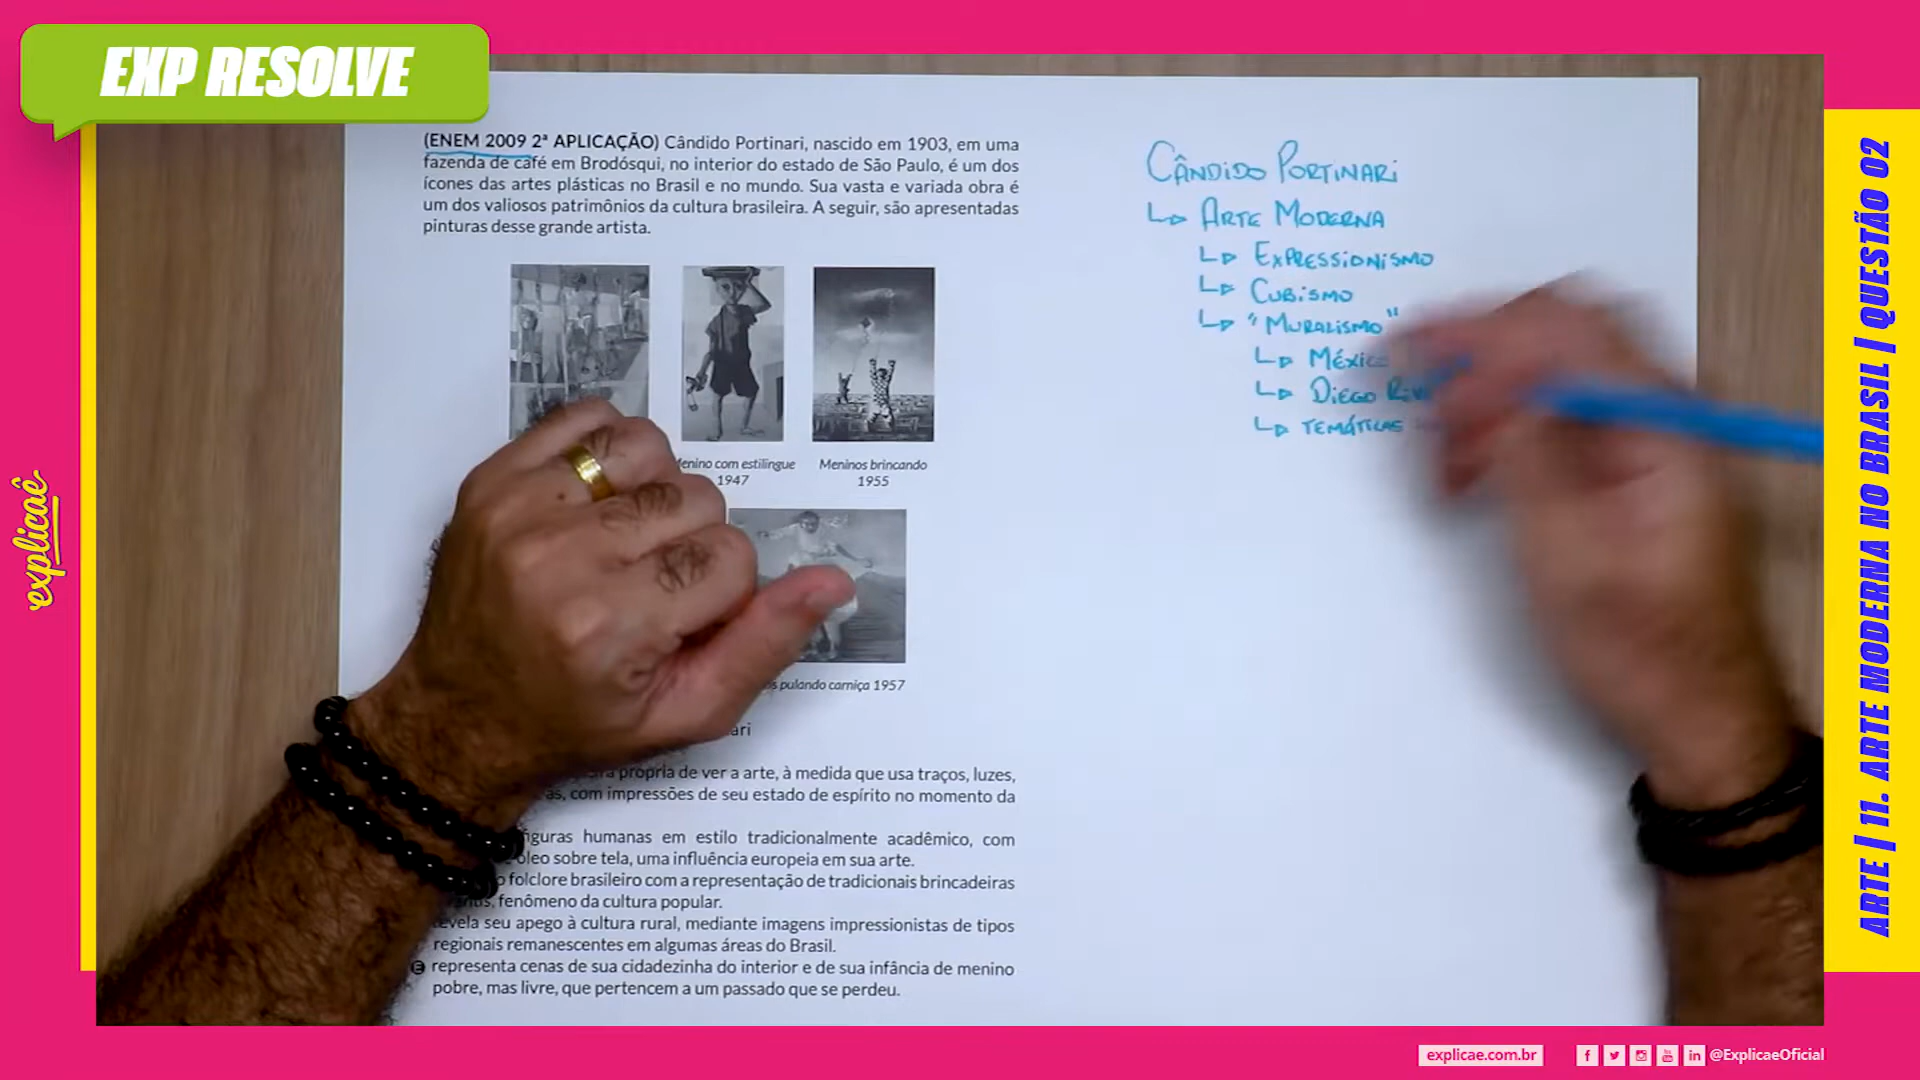 EXP RESOLVE
(ENEM 2009 2ª APLICAÇÃO) Cândido Portinari, nascido em 1903, em uma
fazenda de café em Brodósqui, no interior do estado de São Paulo, é um dos
ícones das artes plásticas no Brasil e no mundo. Sua vasta e variada obra é
um dos valiosos patrimônios da cultura brasileira. A seguir, são apresentadas
pinturas desse grande artista.
Menino com estilingue
1947
Meninos brincando
1955
pulando carniça 1957
própria de ver a arte, à medida que usa traços, luzes,
com impressões de seu estado de espírito no momento da
figuras humanas em estilo tradicionalmente acadêmico, com
óleo sobre tela, uma influência europeia em sua arte.
o folclore brasileiro com a representação de tradicionais brincadeiras
fenômeno da cultura popular.
revela seu apego à cultura rural, mediante imagens impressionistas de tipos
regionais remanescentes em algumas áreas do Brasil.
E representa cenas de sua cidadezinha do interior e de sua infância de menino
pobre, mas livre, que pertencem a um passado que se perdeu.
CÂNDIDO PORTINARI
ARTE MODERNA
EXPRESSIONISMO
CUBISMO
"MURALISMO"
MÉXICO
DIEGO
TEMÁTICAS
explicaê
ARTE | 11. ARTE MODERNA NO BRASIL | QUESTÃO 02
explicae.com.br
@ExplicaeOficial